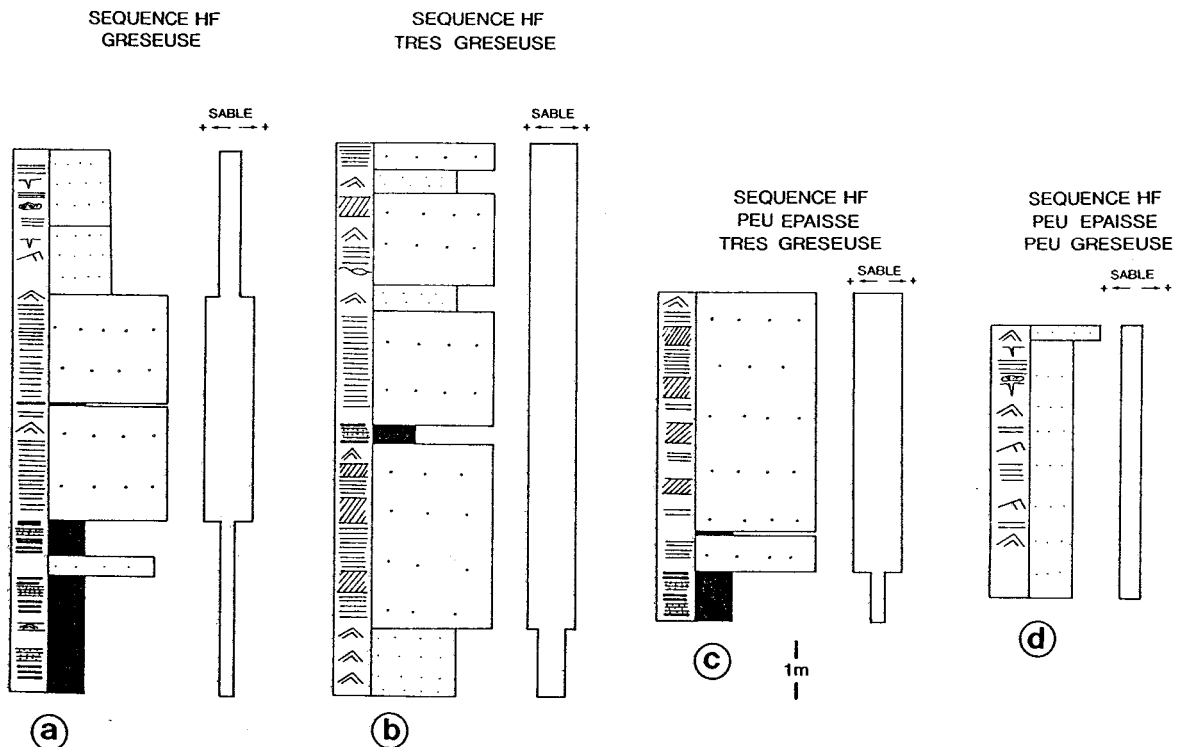 SEQUENCE HF
GRESEUSE
SEQUENCE HF
TRES GRESEUSE
SABLE
+ ← → +
SABLE
+ ← → +
SEQUENCE HF
PEU EPAISSE
TRES GRESEUSE
SEQUENCE HF
PEU EPAISSE
PEU GRESEUSE
SABLE
+ ← → +
SABLE
+ ← → +
a
b
c
1m
d